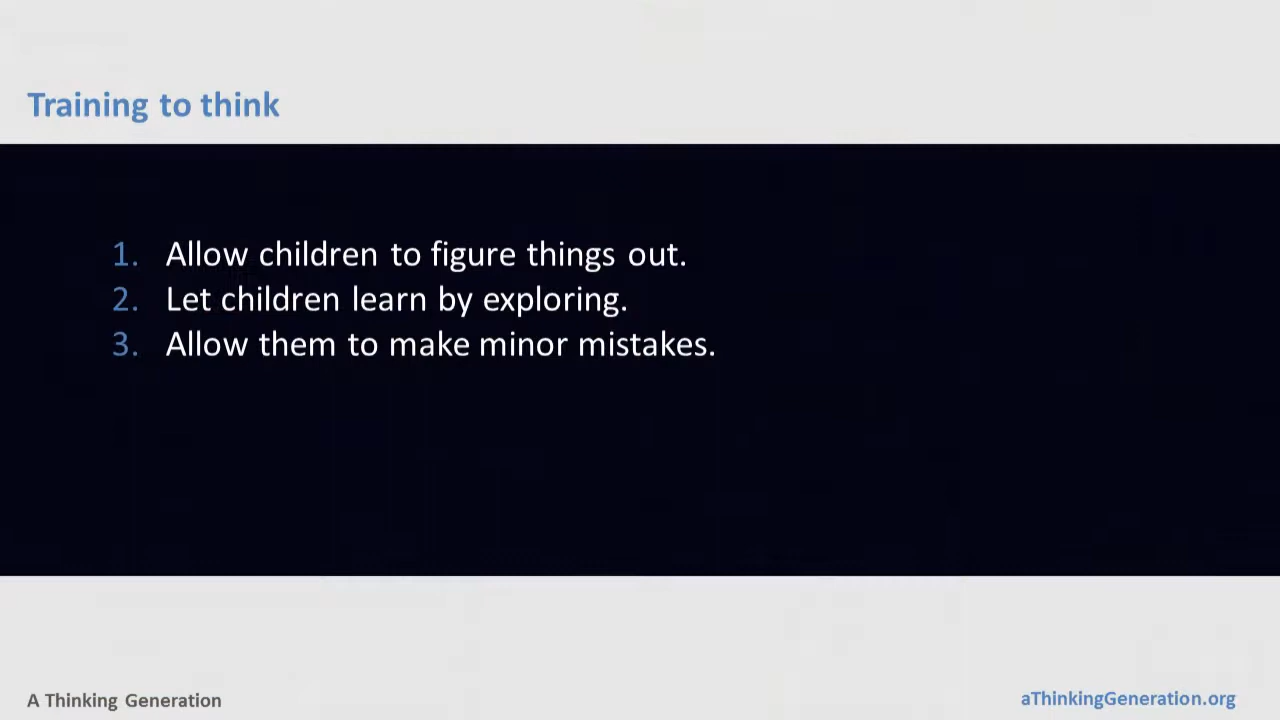 Training to think
1. Allow children to figure things out.
2. Let children learn by exploring.
3. Allow them to make minor mistakes.
A Thinking Generation
aThinkingGeneration.org